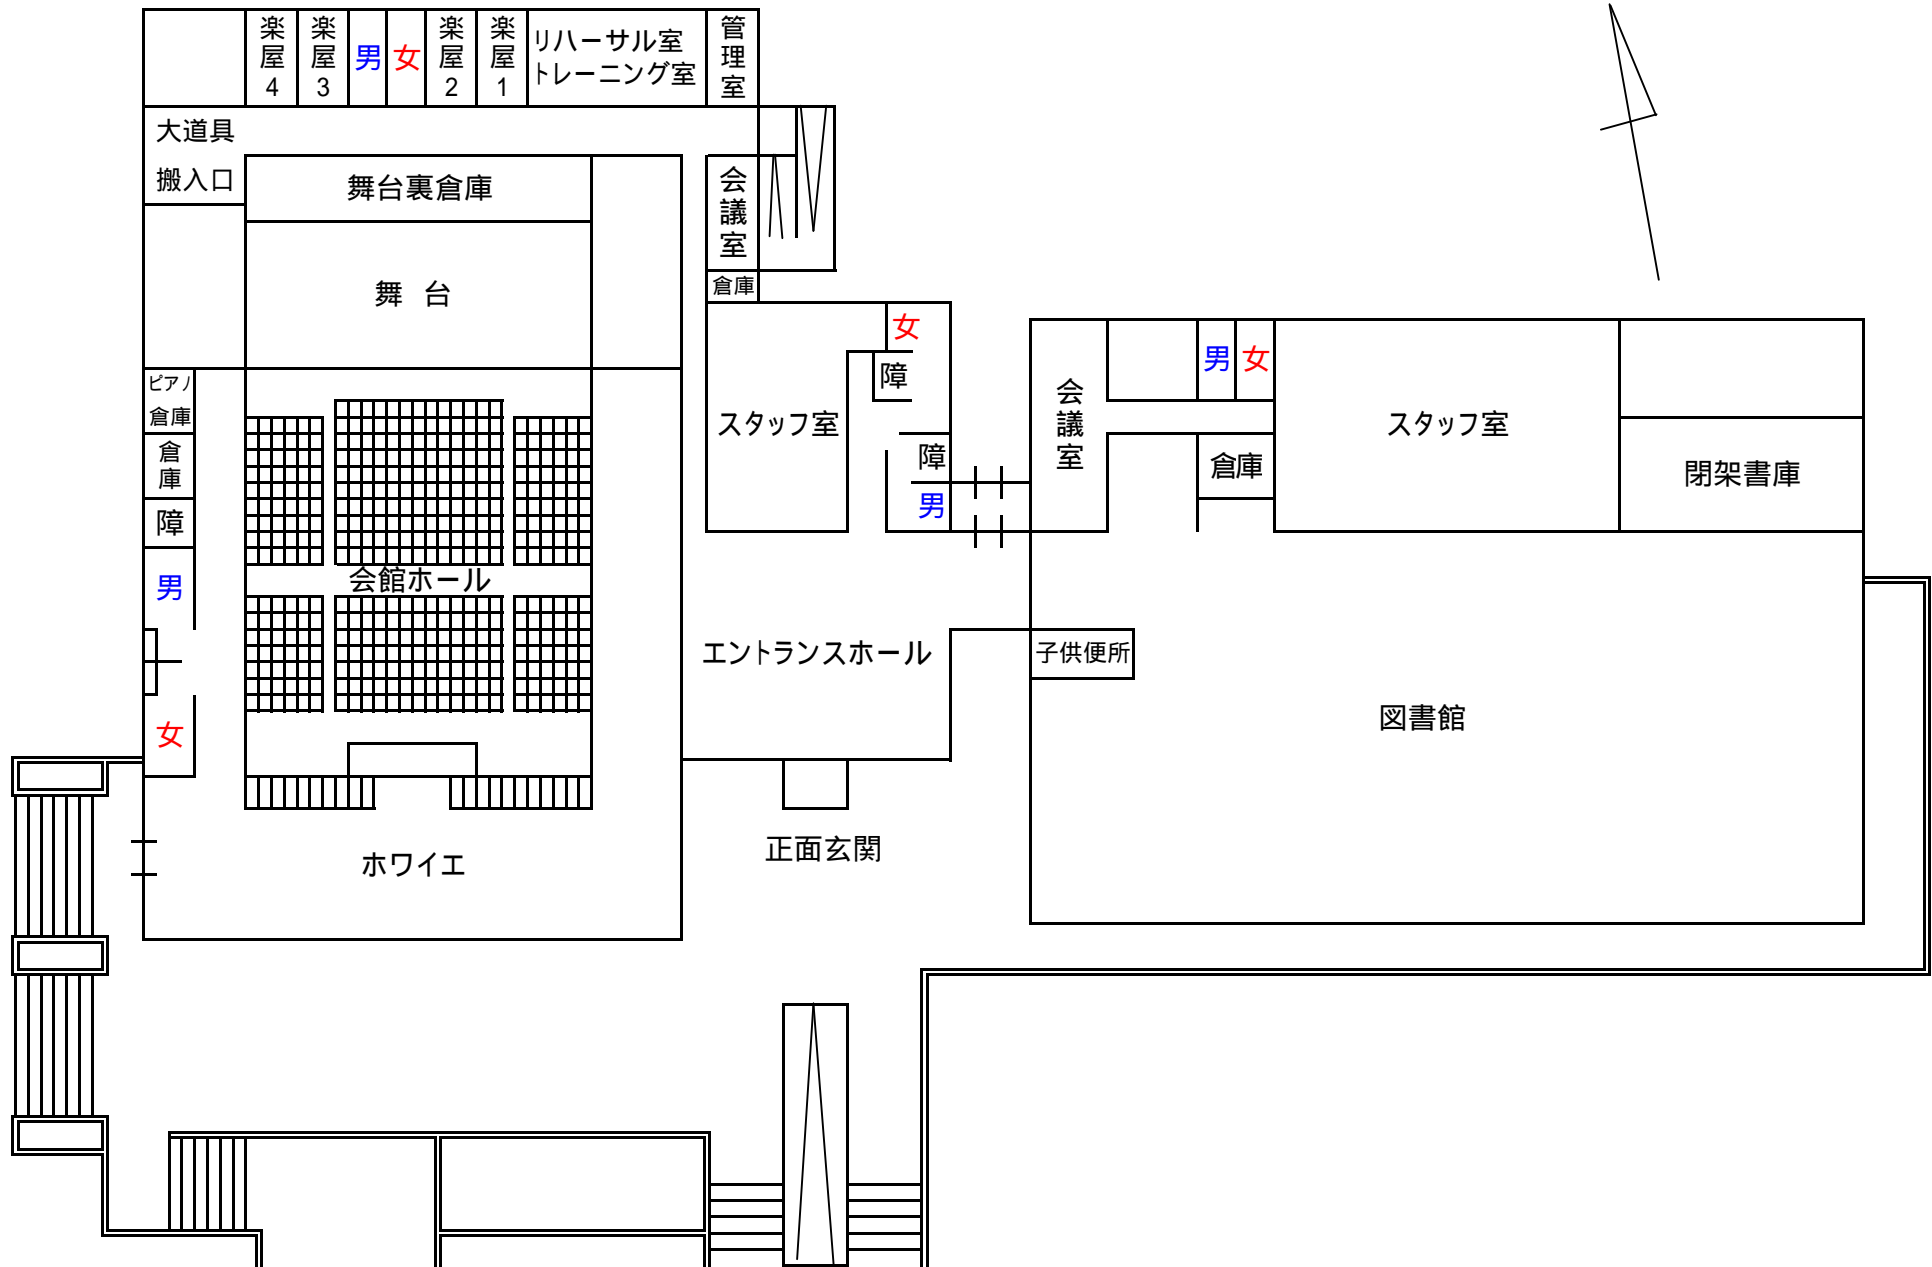 楽屋4
楽屋3
男
女
楽屋2
楽屋1
リハーサル室
トレーニング室
管理室
大道具
搬入口
舞台裏倉庫
会議室
舞 台
倉庫
女
障
スタッフ室
障
男
会議室
男
女
倉庫
スタッフ室
閉架書庫
ピアノ
倉庫
倉庫
障
男
会館ホール
女
エントランスホール
子供便所
図書館
ホワイエ
正面玄関